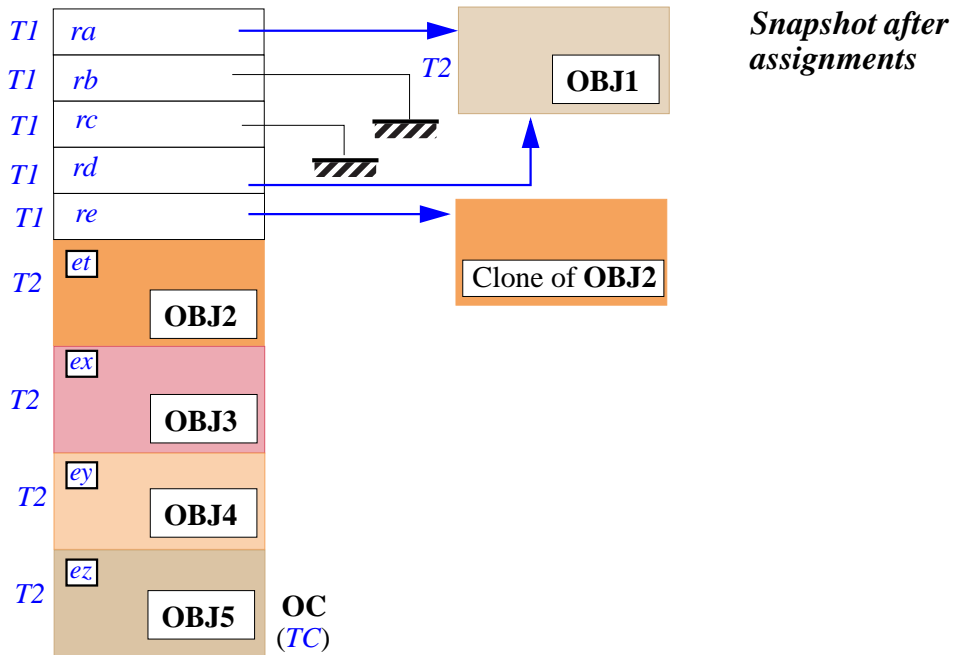 T1 ra
T1 rb
T1 rc
T1 rd
T1 re
et
T2
OBJ2
ex
T2
OBJ3
ey
T2
OBJ4
ez
T2
OBJ5
OC
(TC)
T2
OBJ1
Clone of OBJ2
Snapshot after
assignments